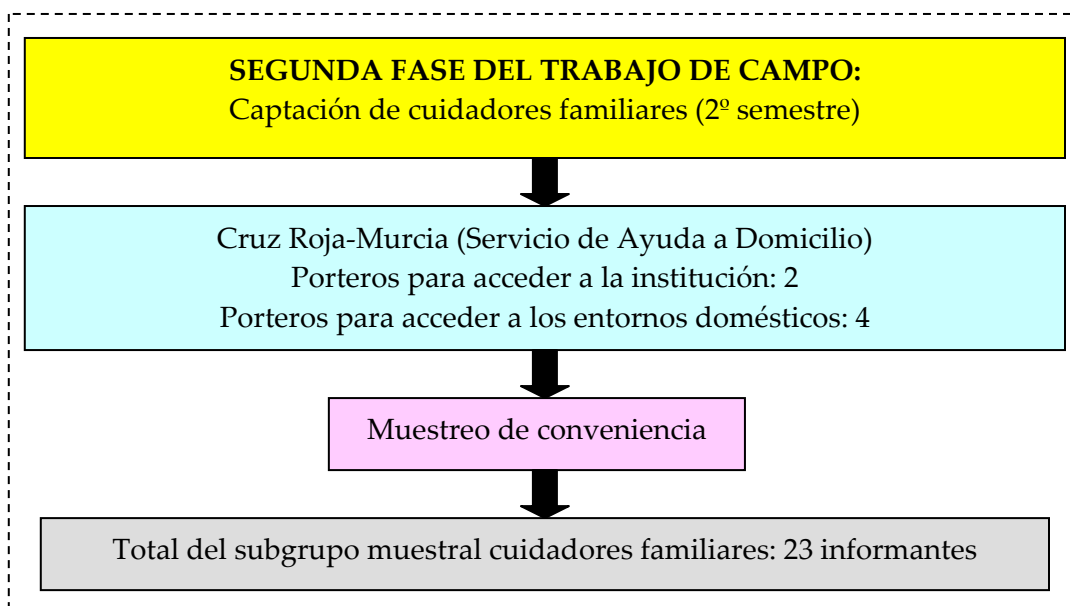 SEGUNDA FASE DEL TRABAJO DE CAMPO:
Captación de cuidadores familiares (2º semestre)
Cruz Roja-Murcia (Servicio de Ayuda a Domicilio)
Porteros para acceder a la institución: 2
Porteros para acceder a los entornos domésticos: 4
Muestreo de conveniencia
Total del subgrupo muestral cuidadores familiares: 23 informantes